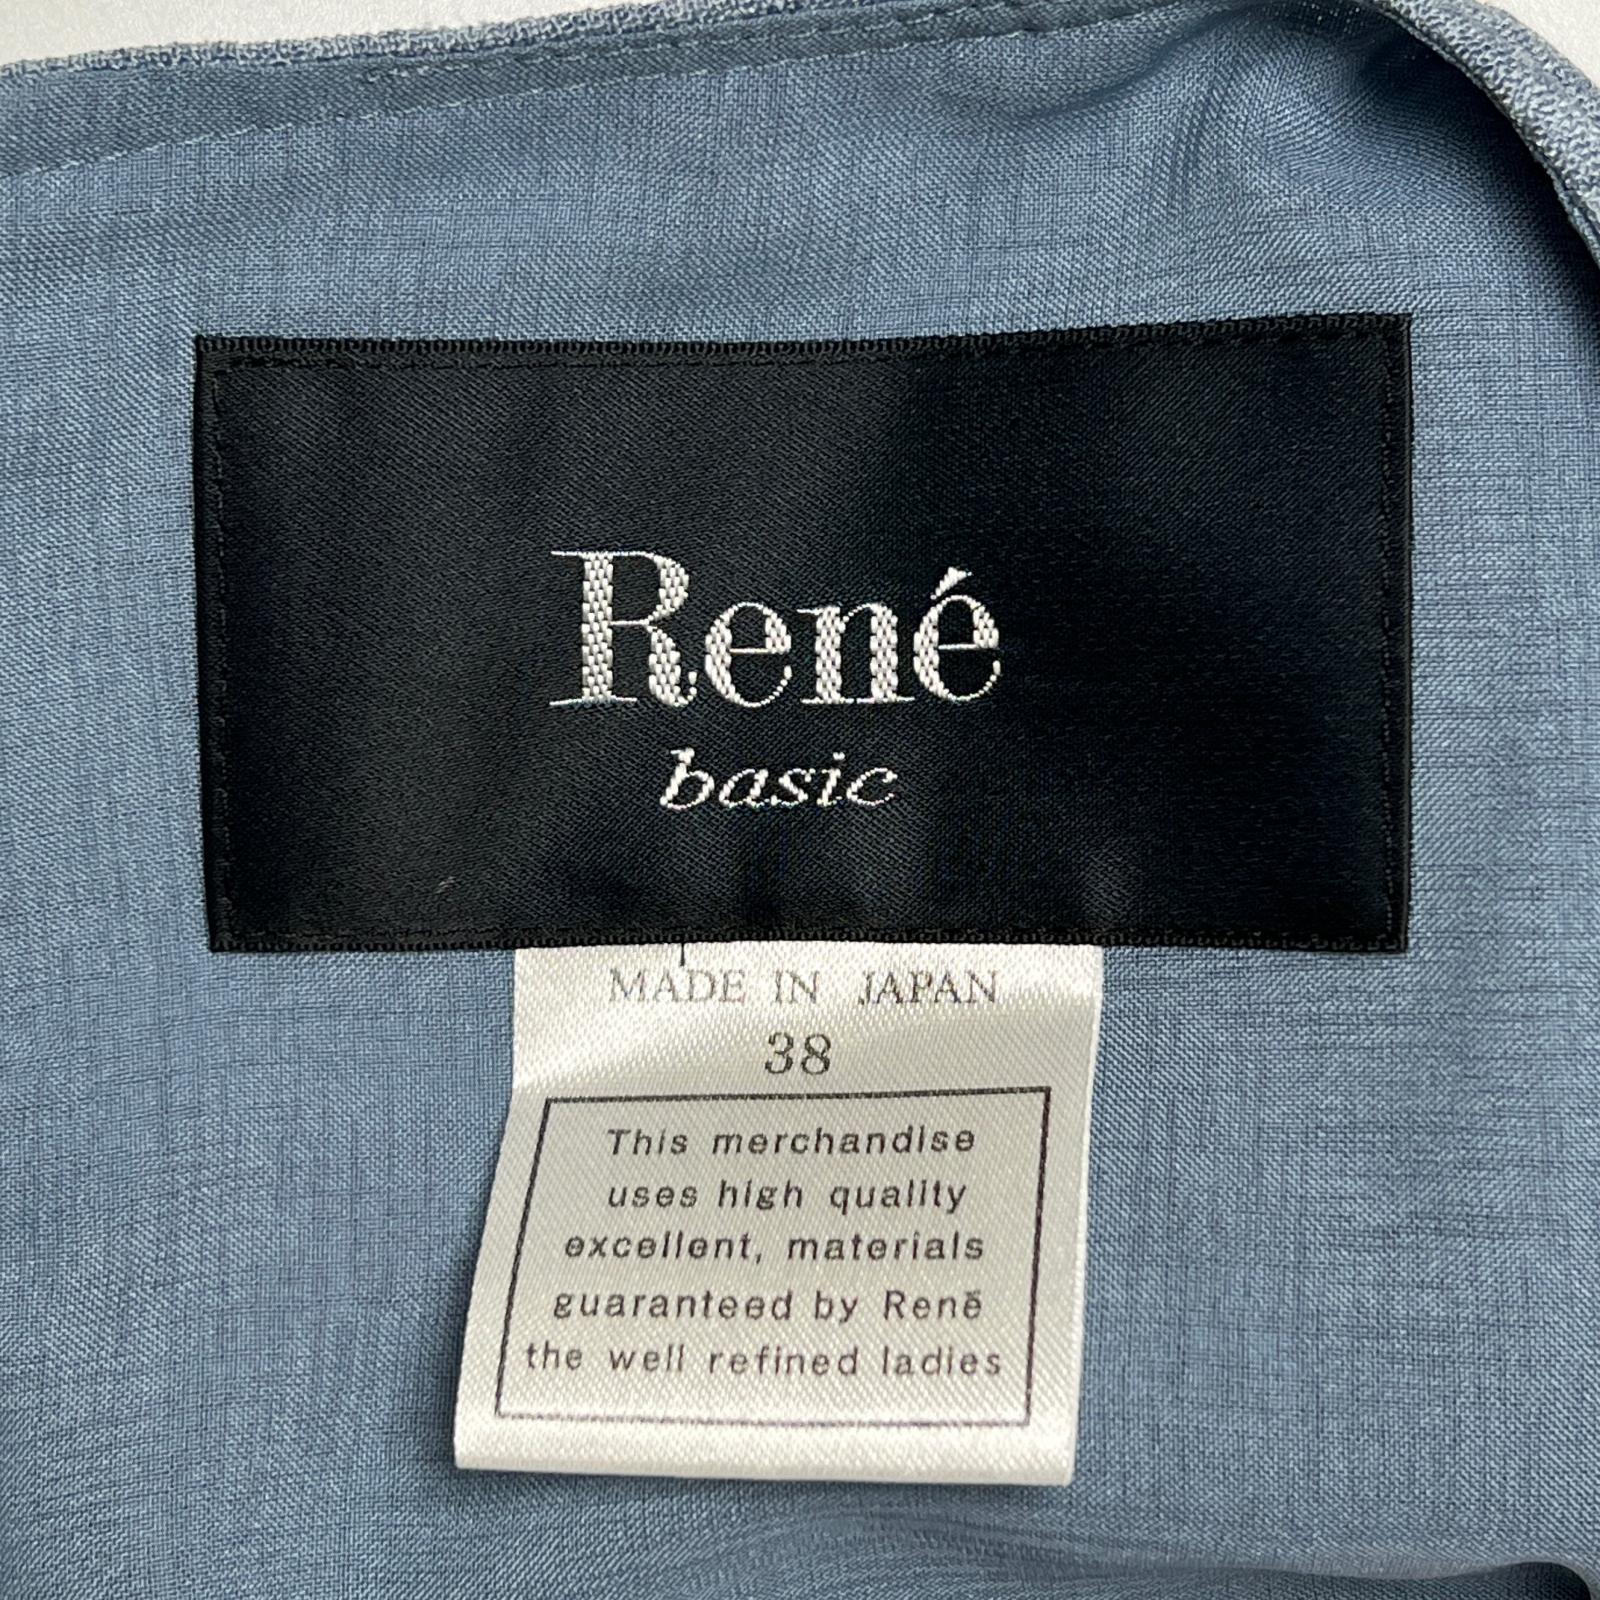 René
basic
MADE IN JAPAN
38
This merchandise
uses high quality
excellent, materials
guaranteed by René
the well refined ladies